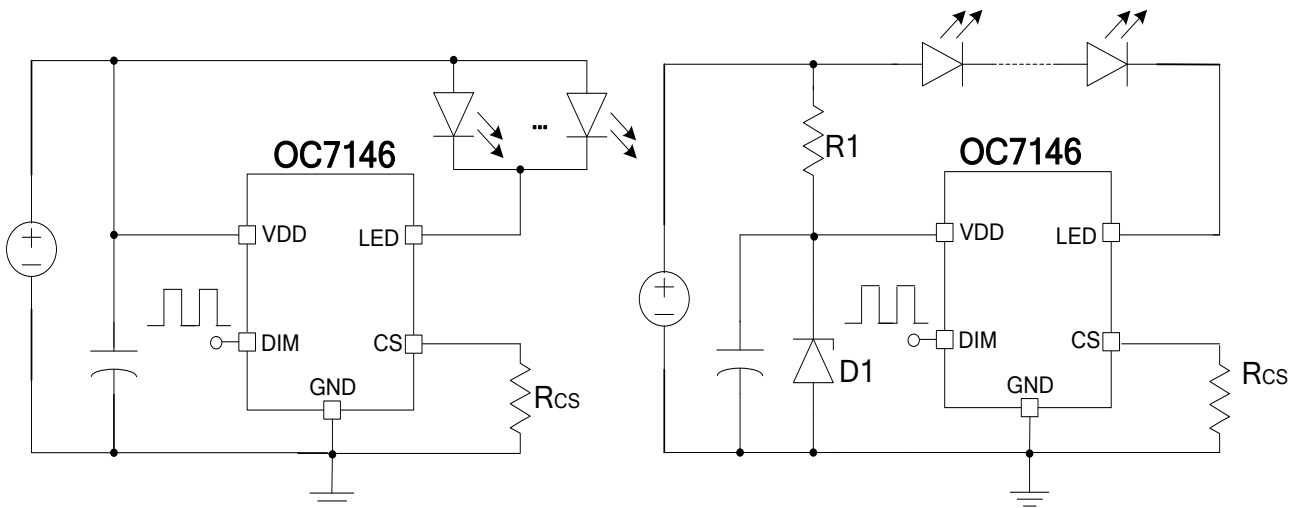 OC7146
VDD
LED
...
DIM
CS
GND
RCS
+
−
R1
OC7146
VDD
LED
DIM
CS
GND
D1
RCS
+
−